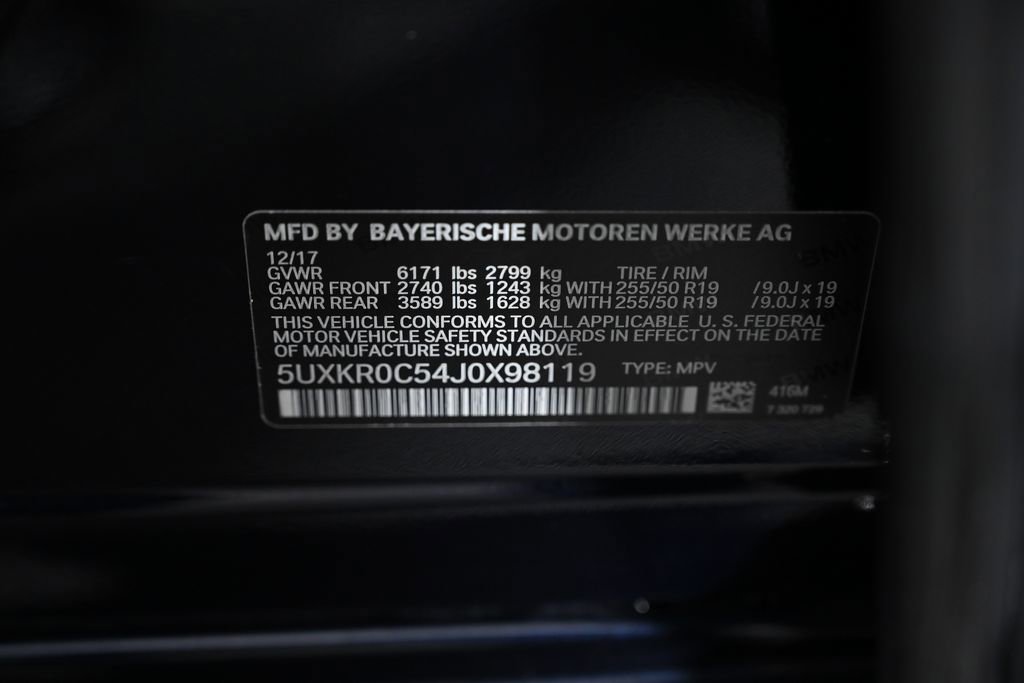 MFD BY BAYERISCHE MOTOREN WERKE AG
12/17
GVWR 6171 lbs 2799 kg TIRE / RIM
GAWR FRONT 2740 lbs 1243 kg WITH 255/50 R19 /9.0J x 19
GAWR REAR 3589 lbs 1628 kg WITH 255/50 R19 /9.0J x 19
THIS VEHICLE CONFORMS TO ALL APPLICABLE U. S. FEDERAL
MOTOR VEHICLE SAFETY STANDARDS IN EFFECT ON THE DATE
OF MANUFACTURE SHOWN ABOVE.
5UXKR0C54J0X98119 TYPE: MPV
416M